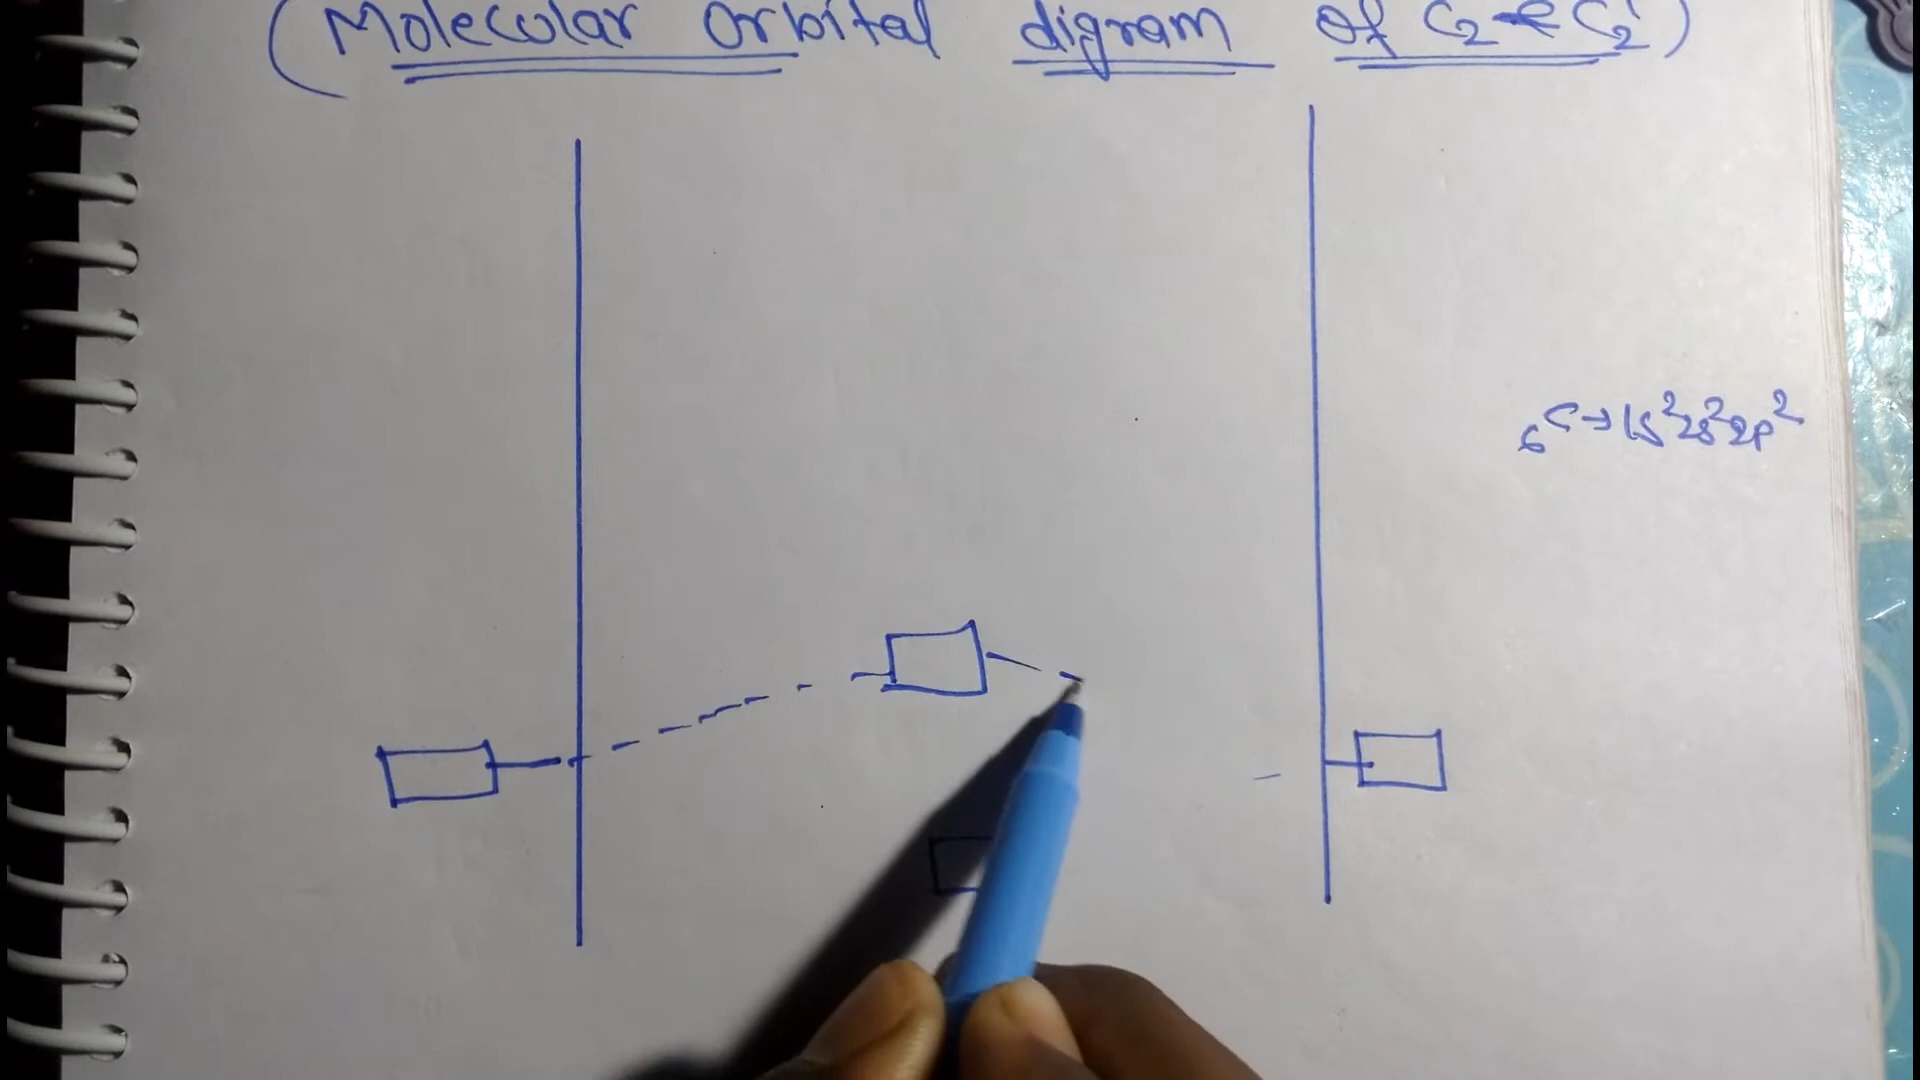 (Molecular orbital digram of C₂ & C₂')
₆C→1s²2s²2p²